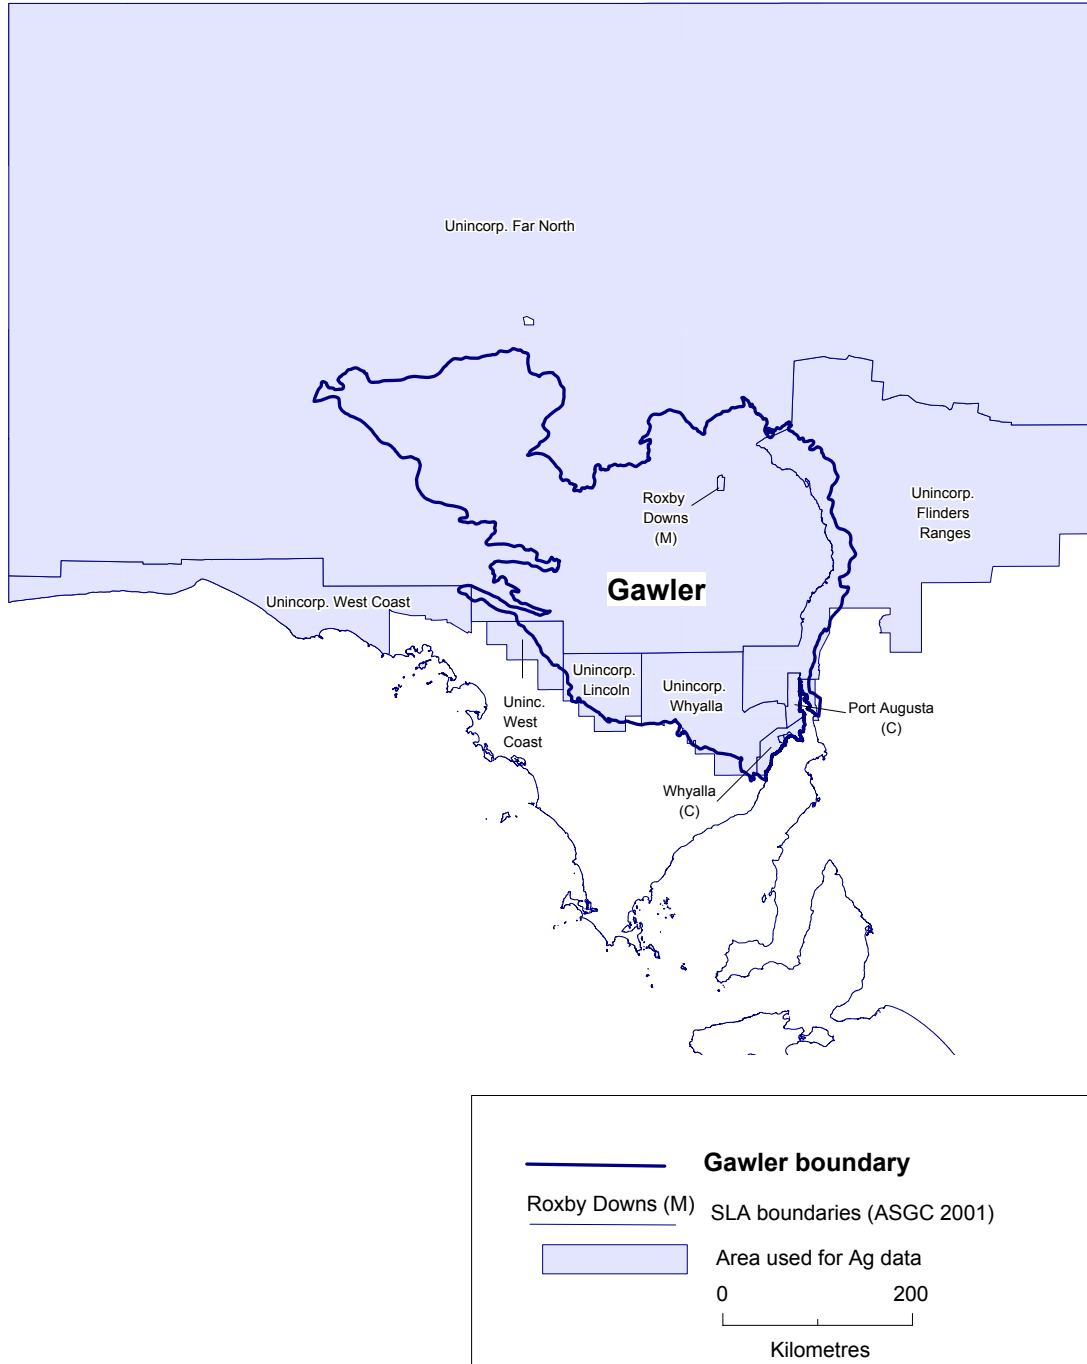 Unincorp. Far North
Roxby
Downs
(M)
Unincorp.
Flinders
Ranges
Gawler
Unincorp. West Coast
Unincorp.
Lincoln
Unincorp.
Whyalla
Uninc.
West
Coast
Port Augusta
(C)
Whyalla
(C)
Gawler boundary
Roxby Downs (M)
SLA boundaries (ASGC 2001)
Area used for Ag data
0 200
Kilometres